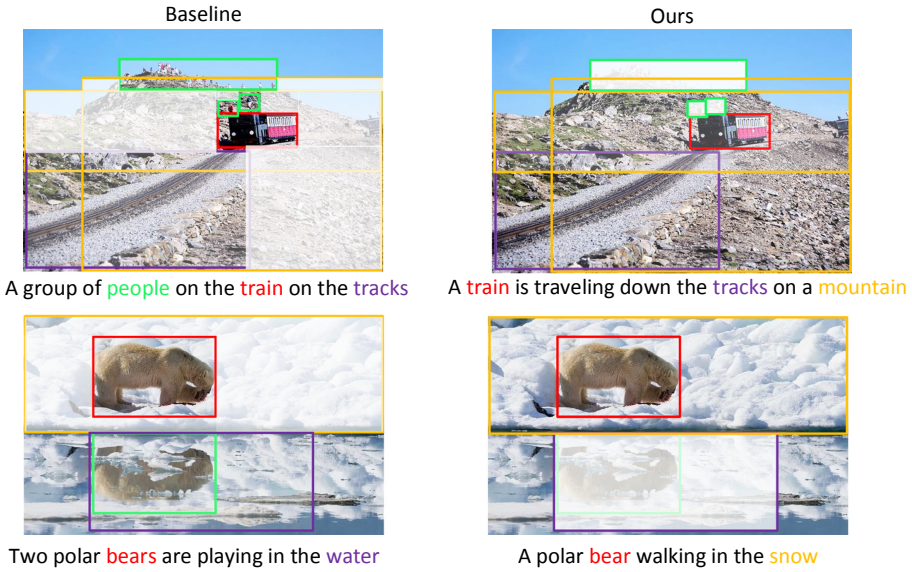 Baseline
Ours
A group of people on the train on the tracks
A train is traveling down the tracks on a mountain
Two polar bears are playing in the water
A polar bear walking in the snow